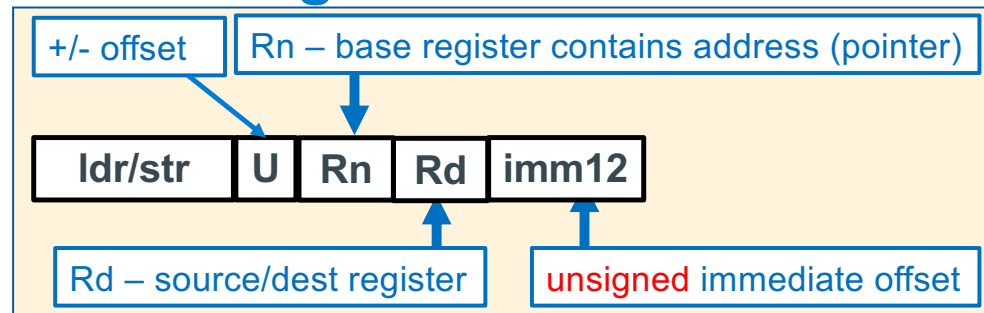 +/- offset
Rn – base register contains address (pointer)
ldr/str U Rn Rd imm12
Rd – source/dest register
unsigned immediate offset